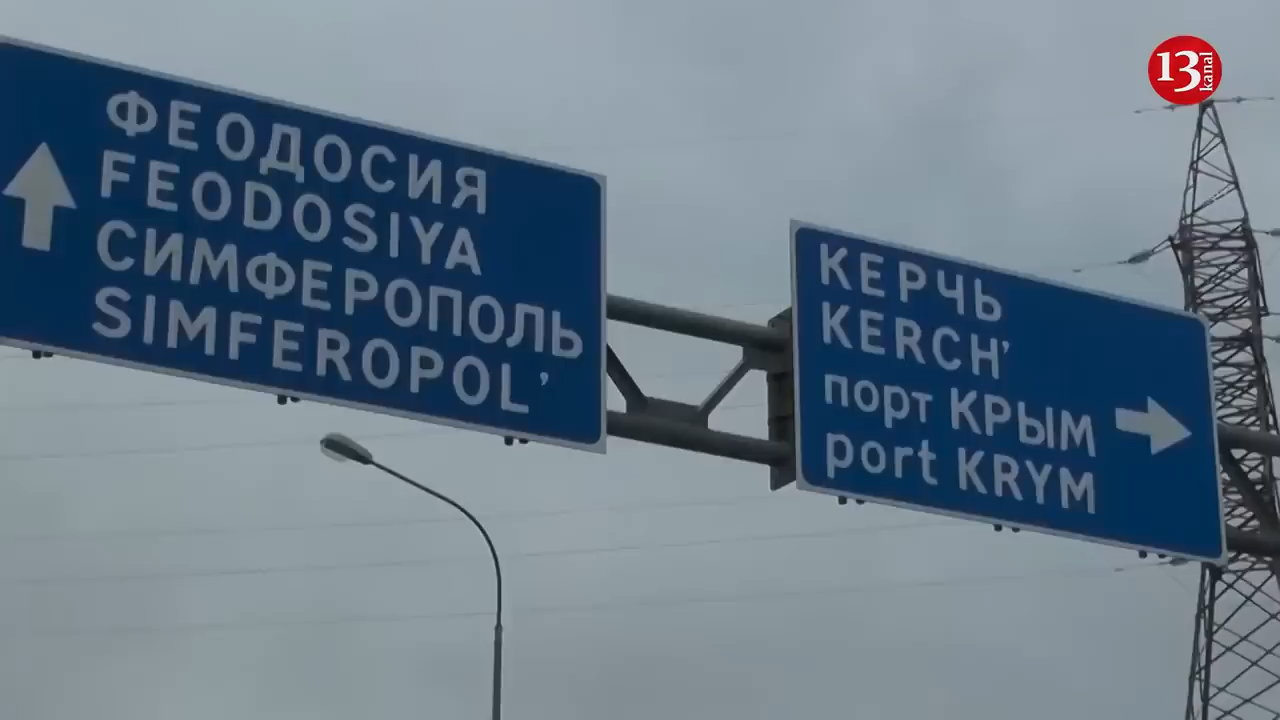 ФЕОДОСИЯ
FEODOSIYA
СИМФЕРОПОЛЬ
SIMFEROPOL'
КЕРЧЬ
KERCH'
порт КРЫМ
port KRYM
13 kanal